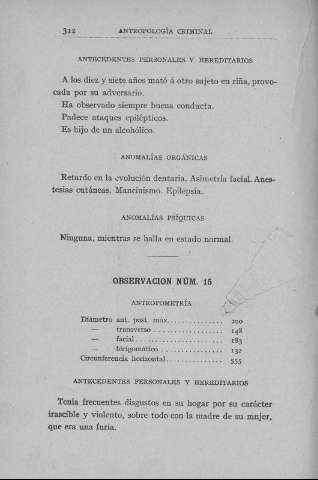 322 ANTROPOLOGÍA CRIMINAL
ANTECEDENTES PERSONALES Y HEREDITARIOS
A los diez y siete años mató á otro sujeto en riña, provo-
cada por su adversario.
Ha observado siempre buena conducta.
Padece ataques epilépticos.
Es hijo de un alcohólico.
ANOMALÍAS ORGÁNICAS
Retardo en la evolución dentaria. Asimetría facial. Anes-
tesias cutáneas. Mancinismo. Epilepsia.
ANOMALÍAS PSÍQUICAS
Ninguna, mientras se halla en estado normal.
OBSERVACION NÚM. 15
ANTROPOMETRÍA
Diámetro ant. post. máx. 200
— transverso 148
— facial 183
— bicigomático 132
Circunferencia horizontal 555
ANTECEDENTES PERSONALES Y HEREDITARIOS
Tenía frecuentes disgustos en su hogar por su carácter
irascible y violento, sobre todo con la madre de su mujer,
que era una furia.